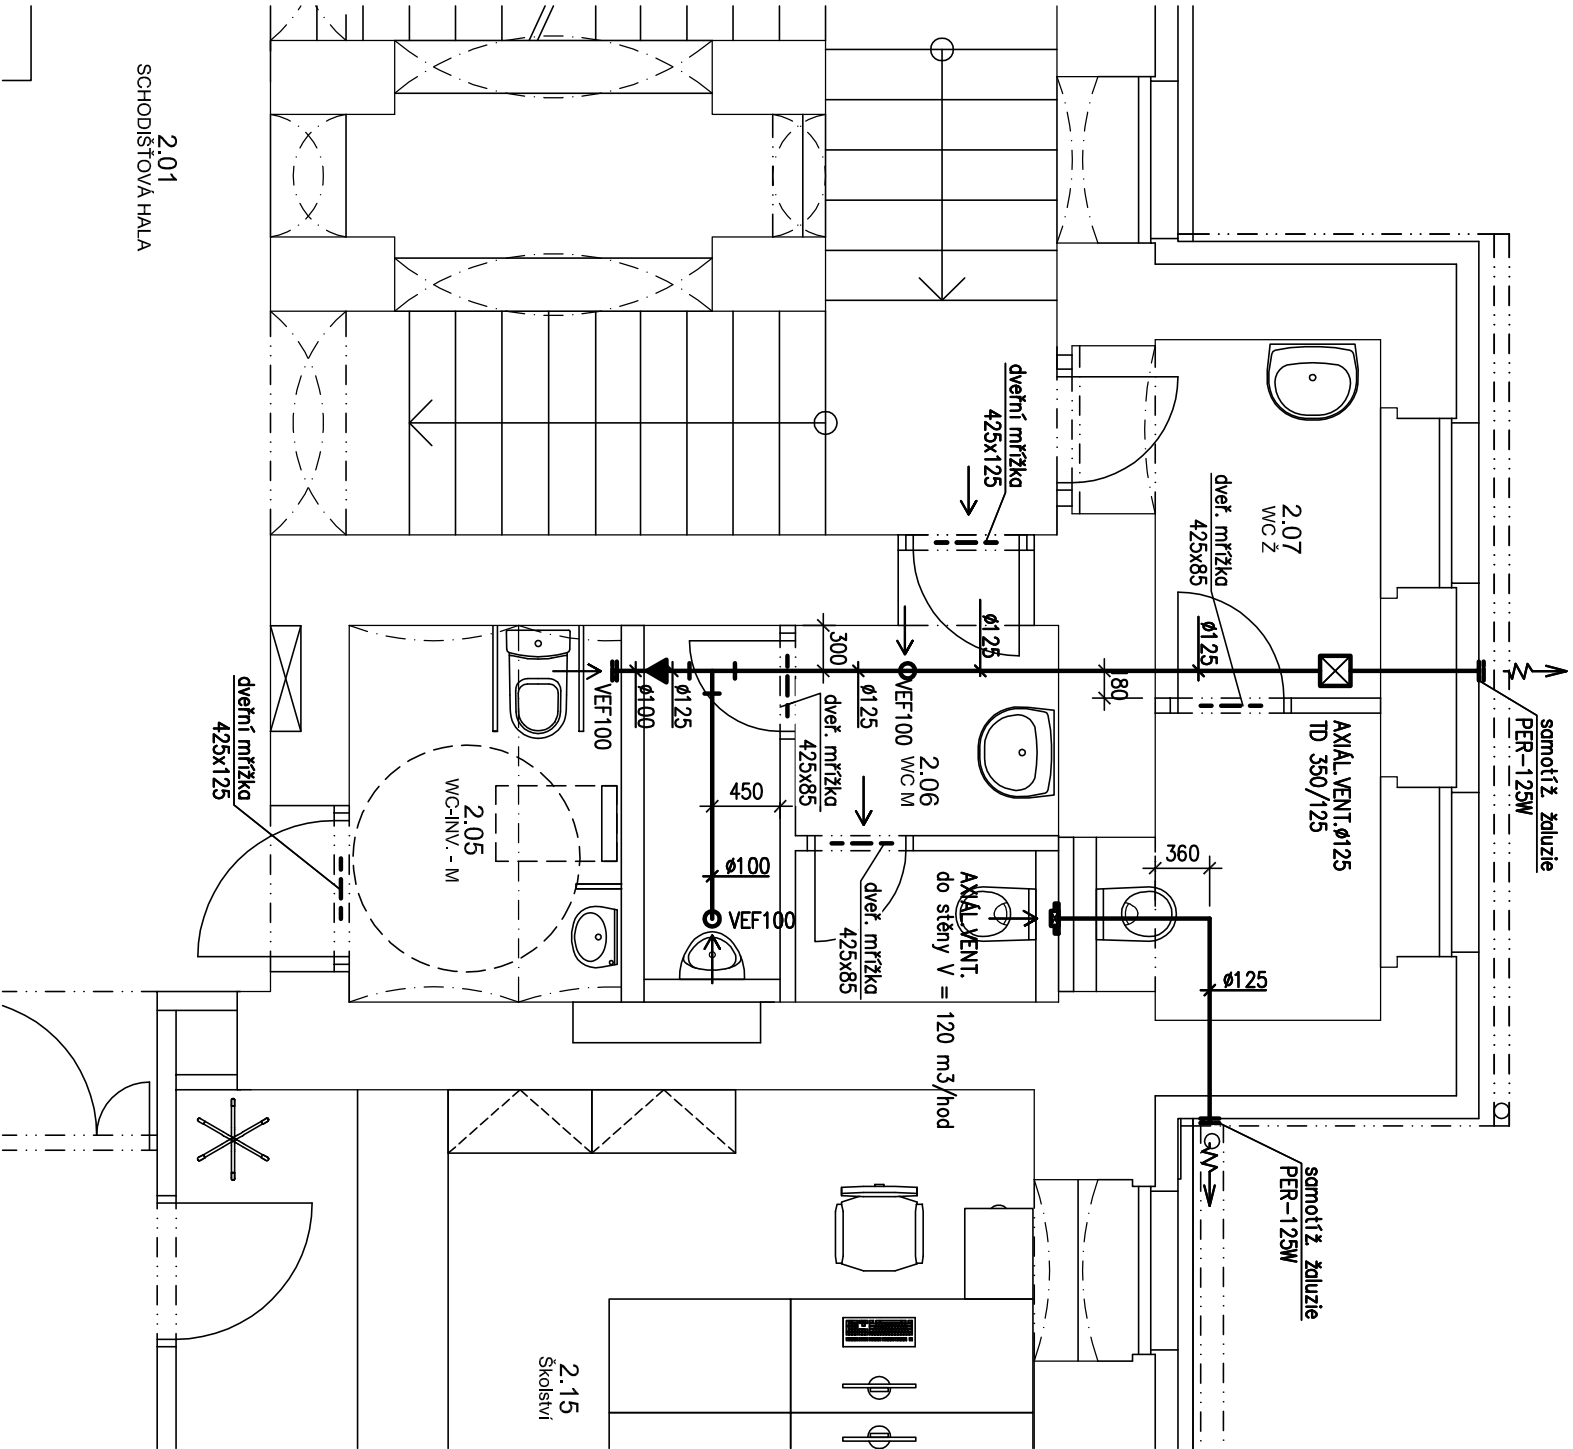 2.01
SCHODIŠŤOVÁ HALA
dveřní mřížka
425x125
2.07
WC Ž
dveř. mřížka
425x85
ø125
ø125
300
180
ø125
VEF100
2.06
WC M
samotíž. žaluzie
PER-125W
AXIÁL.VENT.ø125
TD 350/125
VEF100
ø100
ø125
dveř. mřížka
425x85
450
dveřní mřížka
425x125
2.05
WC-INV. - M
ø100
VEF100
360
dveř. mřížka
425x85
AXIÁL.VENT.
do stěny V = 120 m3/hod
ø125
samotíž. žaluzie
PER-125W
2.15
Školství